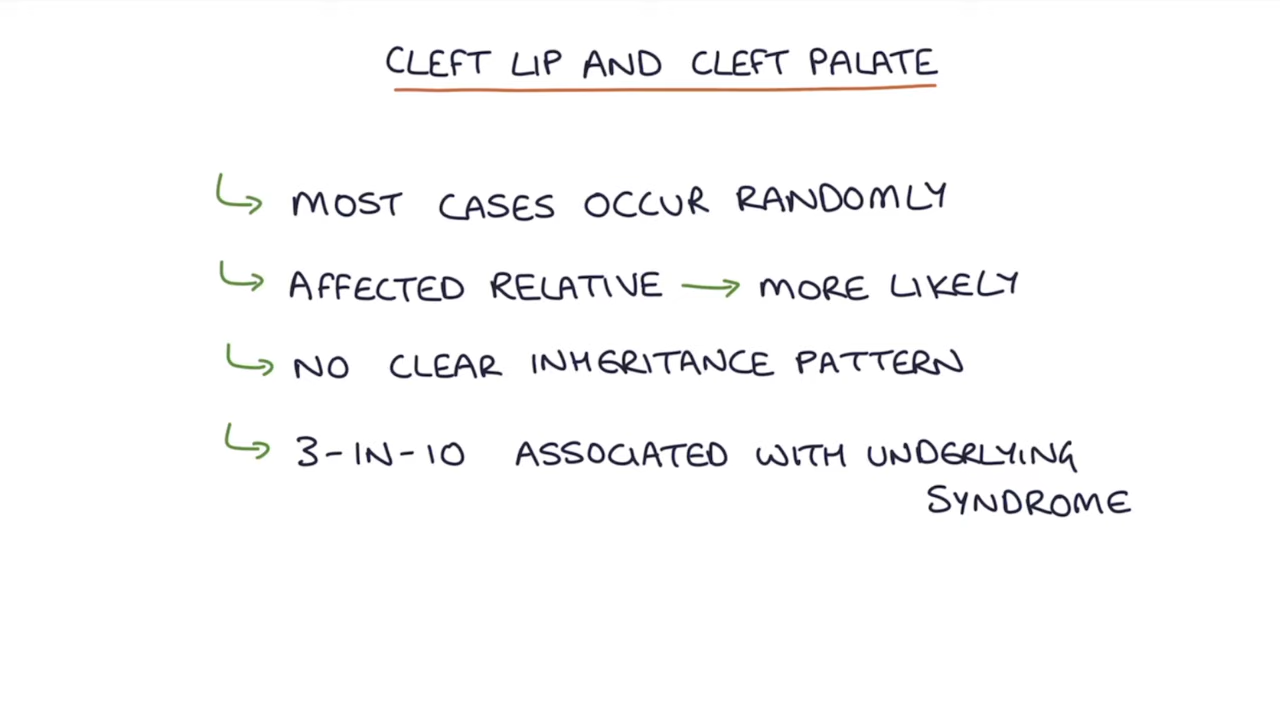 CLEFT LIP AND CLEFT PALATE
MOST CASES OCCUR RANDOMLY
AFFECTED RELATIVE → MORE LIKELY
NO CLEAR INHERITANCE PATTERN
3-IN-10 ASSOCIATED WITH UNDERLYING
SYNDROME